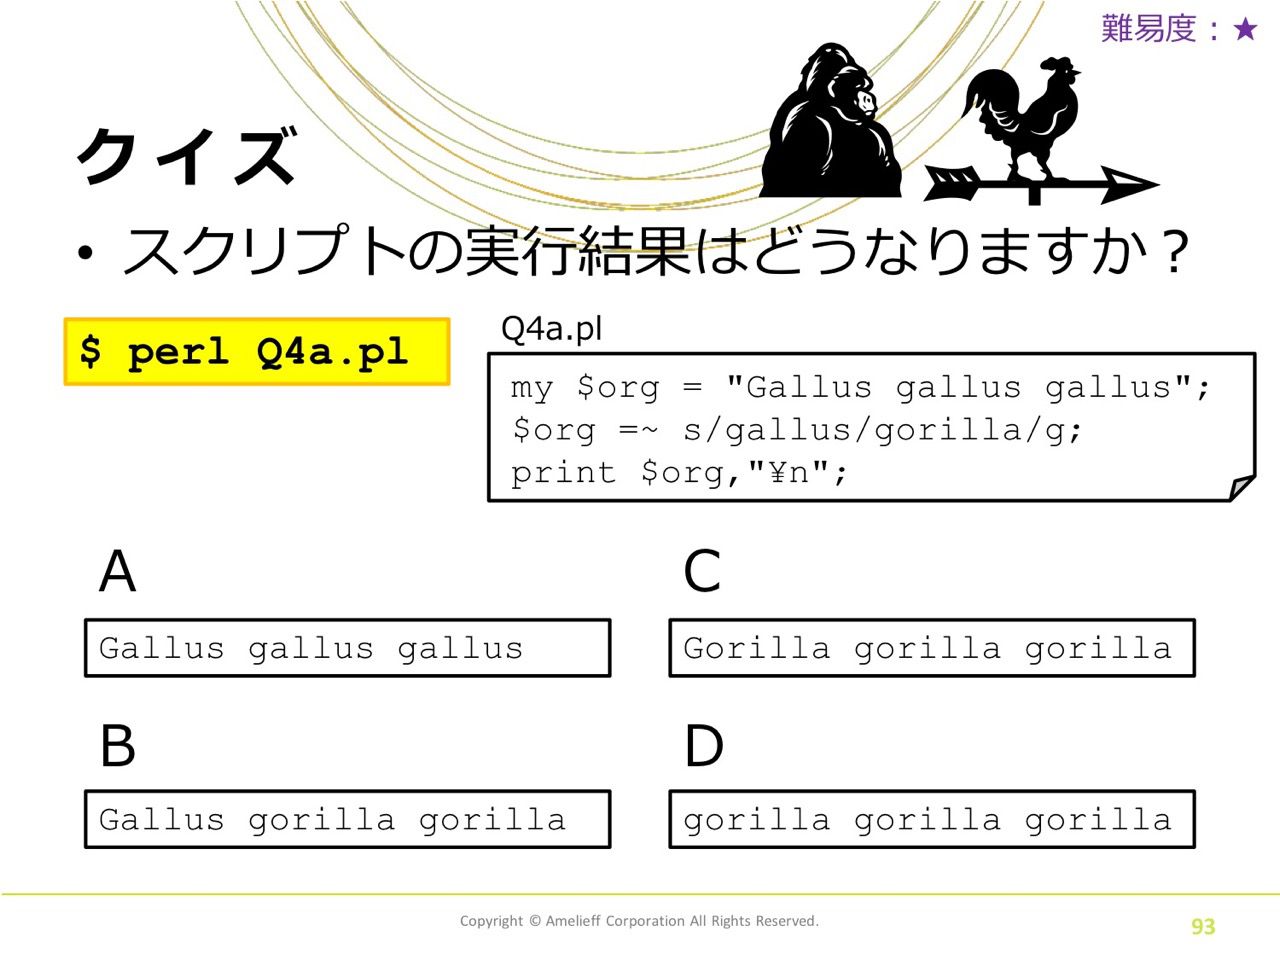 難易度：★
クイズ
• スクリプトの実行結果はどうなりますか？
$ perl Q4a.pl
Q4a.pl
my $org = "Gallus gallus gallus";
$org =~ s/gallus/gorilla/g;
print $org,"¥n";
A
Gallus gallus gallus
B
Gallus gorilla gorilla
C
Gorilla gorilla gorilla
D
gorilla gorilla gorilla
Copyright © Amelieff Corporation All Rights Reserved.
93